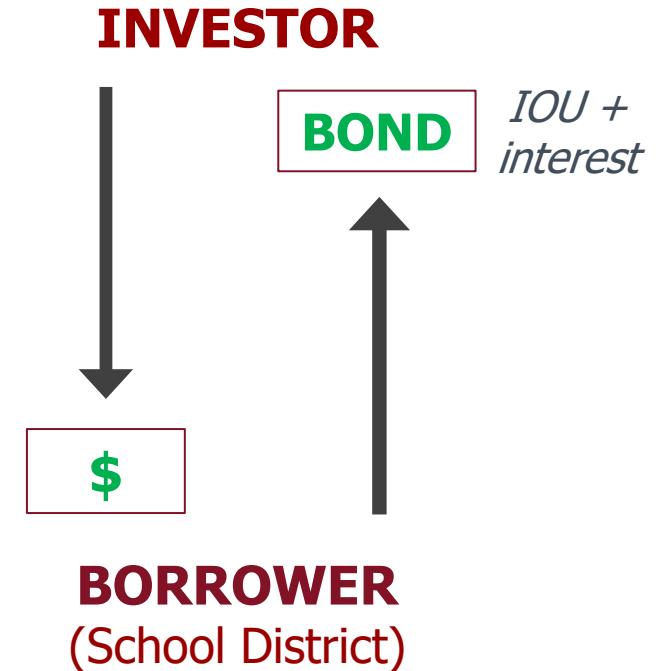 INVESTOR
BOND
IOU +
interest
$
BORROWER
(School District)